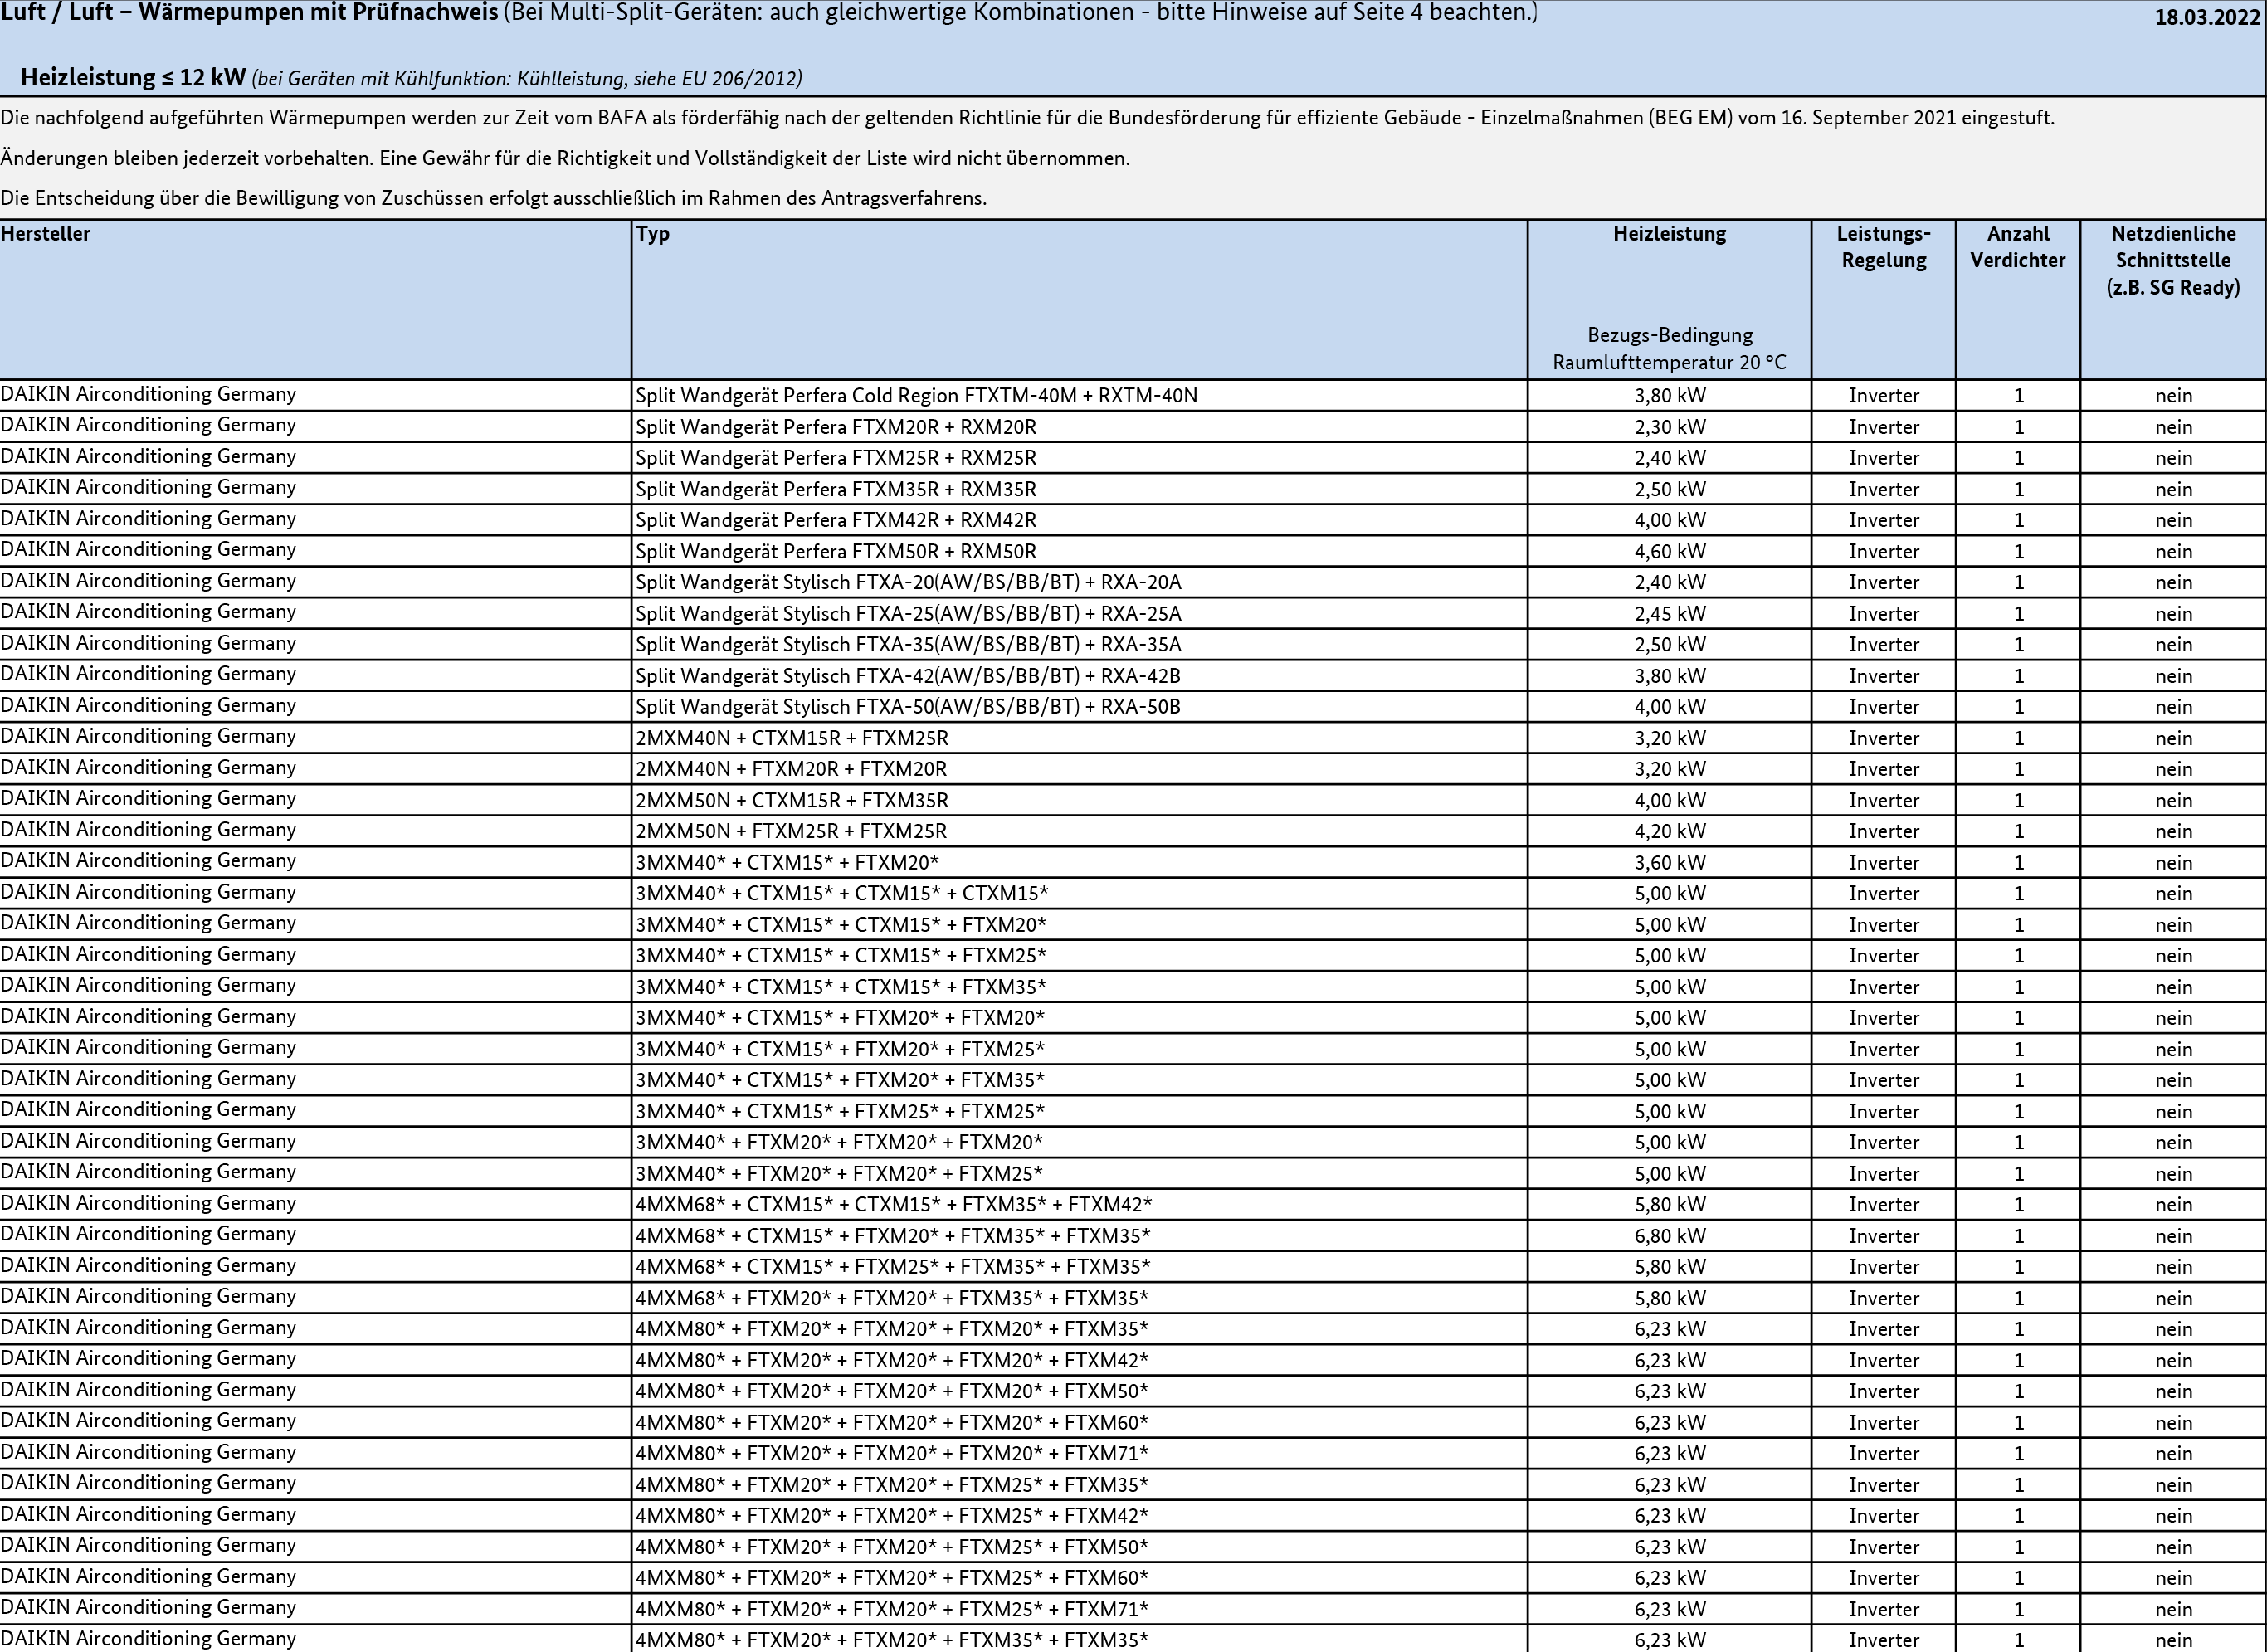 Luft / Luft – Wärmepumpen mit Prüfnachweis (Bei Multi-Split-Geräten: auch gleichwertige Kombinationen - bitte Hinweise auf Seite 4 beachten.) 18.03.2022
Heizleistung ≤ 12 kW (bei Geräten mit Kühlfunktion: Kühlleistung, siehe EU 206/2012)
Die nachfolgend aufgeführten Wärmepumpen werden zur Zeit vom BAFA als förderfähig nach der geltenden Richtlinie für die Bundesförderung für effiziente Gebäude - Einzelmaßnahmen (BEG EM) vom 16. September 2021 eingestuft.
Änderungen bleiben jederzeit vorbehalten. Eine Gewähr für die Richtigkeit und Vollständigkeit der Liste wird nicht übernommen.
Die Entscheidung über die Bewilligung von Zuschüssen erfolgt ausschließlich im Rahmen des Antragsverfahrens.
Hersteller Typ Heizleistung Leistungs- Anzahl Netzdienliche
Regelung Verdichter Schnittstelle
(z.B. SG Ready)
Bezugs-Bedingung
Raumlufttemperatur 20 °C
DAIKIN Airconditioning Germany Split Wandgerät Perfera Cold Region FTXTM-40M + RXTM-40N 3,80 kW Inverter 1 nein
DAIKIN Airconditioning Germany Split Wandgerät Perfera FTXM20R + RXM20R 2,30 kW Inverter 1 nein
DAIKIN Airconditioning Germany Split Wandgerät Perfera FTXM25R + RXM25R 2,40 kW Inverter 1 nein
DAIKIN Airconditioning Germany Split Wandgerät Perfera FTXM35R + RXM35R 2,50 kW Inverter 1 nein
DAIKIN Airconditioning Germany Split Wandgerät Perfera FTXM42R + RXM42R 4,00 kW Inverter 1 nein
DAIKIN Airconditioning Germany Split Wandgerät Perfera FTXM50R + RXM50R 4,60 kW Inverter 1 nein
DAIKIN Airconditioning Germany Split Wandgerät Stylisch FTXA-20(AW/BS/BB/BT) + RXA-20A 2,40 kW Inverter 1 nein
DAIKIN Airconditioning Germany Split Wandgerät Stylisch FTXA-25(AW/BS/BB/BT) + RXA-25A 2,45 kW Inverter 1 nein
DAIKIN Airconditioning Germany Split Wandgerät Stylisch FTXA-35(AW/BS/BB/BT) + RXA-35A 2,50 kW Inverter 1 nein
DAIKIN Airconditioning Germany Split Wandgerät Stylisch FTXA-42(AW/BS/BB/BT) + RXA-42B 3,80 kW Inverter 1 nein
DAIKIN Airconditioning Germany Split Wandgerät Stylisch FTXA-50(AW/BS/BB/BT) + RXA-50B 4,00 kW Inverter 1 nein
DAIKIN Airconditioning Germany 2MXM40N + CTXM15R + FTXM25R 3,20 kW Inverter 1 nein
DAIKIN Airconditioning Germany 2MXM40N + FTXM20R + FTXM20R 3,20 kW Inverter 1 nein
DAIKIN Airconditioning Germany 2MXM50N + CTXM15R + FTXM35R 4,00 kW Inverter 1 nein
DAIKIN Airconditioning Germany 2MXM50N + FTXM25R + FTXM25R 4,20 kW Inverter 1 nein
DAIKIN Airconditioning Germany 3MXM40* + CTXM15* + FTXM20* 3,60 kW Inverter 1 nein
DAIKIN Airconditioning Germany 3MXM40* + CTXM15* + CTXM15* + CTXM15* 5,00 kW Inverter 1 nein
DAIKIN Airconditioning Germany 3MXM40* + CTXM15* + CTXM15* + FTXM20* 5,00 kW Inverter 1 nein
DAIKIN Airconditioning Germany 3MXM40* + CTXM15* + CTXM15* + FTXM25* 5,00 kW Inverter 1 nein
DAIKIN Airconditioning Germany 3MXM40* + CTXM15* + CTXM15* + FTXM35* 5,00 kW Inverter 1 nein
DAIKIN Airconditioning Germany 3MXM40* + CTXM15* + FTXM20* + FTXM20* 5,00 kW Inverter 1 nein
DAIKIN Airconditioning Germany 3MXM40* + CTXM15* + FTXM20* + FTXM25* 5,00 kW Inverter 1 nein
DAIKIN Airconditioning Germany 3MXM40* + CTXM15* + FTXM20* + FTXM35* 5,00 kW Inverter 1 nein
DAIKIN Airconditioning Germany 3MXM40* + CTXM15* + FTXM25* + FTXM25* 5,00 kW Inverter 1 nein
DAIKIN Airconditioning Germany 3MXM40* + FTXM20* + FTXM20* + FTXM20* 5,00 kW Inverter 1 nein
DAIKIN Airconditioning Germany 3MXM40* + FTXM20* + FTXM20* + FTXM25* 5,00 kW Inverter 1 nein
DAIKIN Airconditioning Germany 4MXM68* + CTXM15* + CTXM15* + FTXM35* + FTXM42* 5,80 kW Inverter 1 nein
DAIKIN Airconditioning Germany 4MXM68* + CTXM15* + FTXM20* + FTXM35* + FTXM35* 6,80 kW Inverter 1 nein
DAIKIN Airconditioning Germany 4MXM68* + CTXM15* + FTXM25* + FTXM35* + FTXM35* 5,80 kW Inverter 1 nein
DAIKIN Airconditioning Germany 4MXM68* + FTXM20* + FTXM20* + FTXM35* + FTXM35* 5,80 kW Inverter 1 nein
DAIKIN Airconditioning Germany 4MXM80* + FTXM20* + FTXM20* + FTXM20* + FTXM35* 6,23 kW Inverter 1 nein
DAIKIN Airconditioning Germany 4MXM80* + FTXM20* + FTXM20* + FTXM20* + FTXM42* 6,23 kW Inverter 1 nein
DAIKIN Airconditioning Germany 4MXM80* + FTXM20* + FTXM20* + FTXM20* + FTXM50* 6,23 kW Inverter 1 nein
DAIKIN Airconditioning Germany 4MXM80* + FTXM20* + FTXM20* + FTXM20* + FTXM60* 6,23 kW Inverter 1 nein
DAIKIN Airconditioning Germany 4MXM80* + FTXM20* + FTXM20* + FTXM20* + FTXM71* 6,23 kW Inverter 1 nein
DAIKIN Airconditioning Germany 4MXM80* + FTXM20* + FTXM20* + FTXM25* + FTXM35* 6,23 kW Inverter 1 nein
DAIKIN Airconditioning Germany 4MXM80* + FTXM20* + FTXM20* + FTXM25* + FTXM42* 6,23 kW Inverter 1 nein
DAIKIN Airconditioning Germany 4MXM80* + FTXM20* + FTXM20* + FTXM25* + FTXM50* 6,23 kW Inverter 1 nein
DAIKIN Airconditioning Germany 4MXM80* + FTXM20* + FTXM20* + FTXM25* + FTXM60* 6,23 kW Inverter 1 nein
DAIKIN Airconditioning Germany 4MXM80* + FTXM20* + FTXM20* + FTXM25* + FTXM71* 6,23 kW Inverter 1 nein
DAIKIN Airconditioning Germany 4MXM80* + FTXM20* + FTXM20* + FTXM35* + FTXM35* 6,23 kW Inverter 1 nein